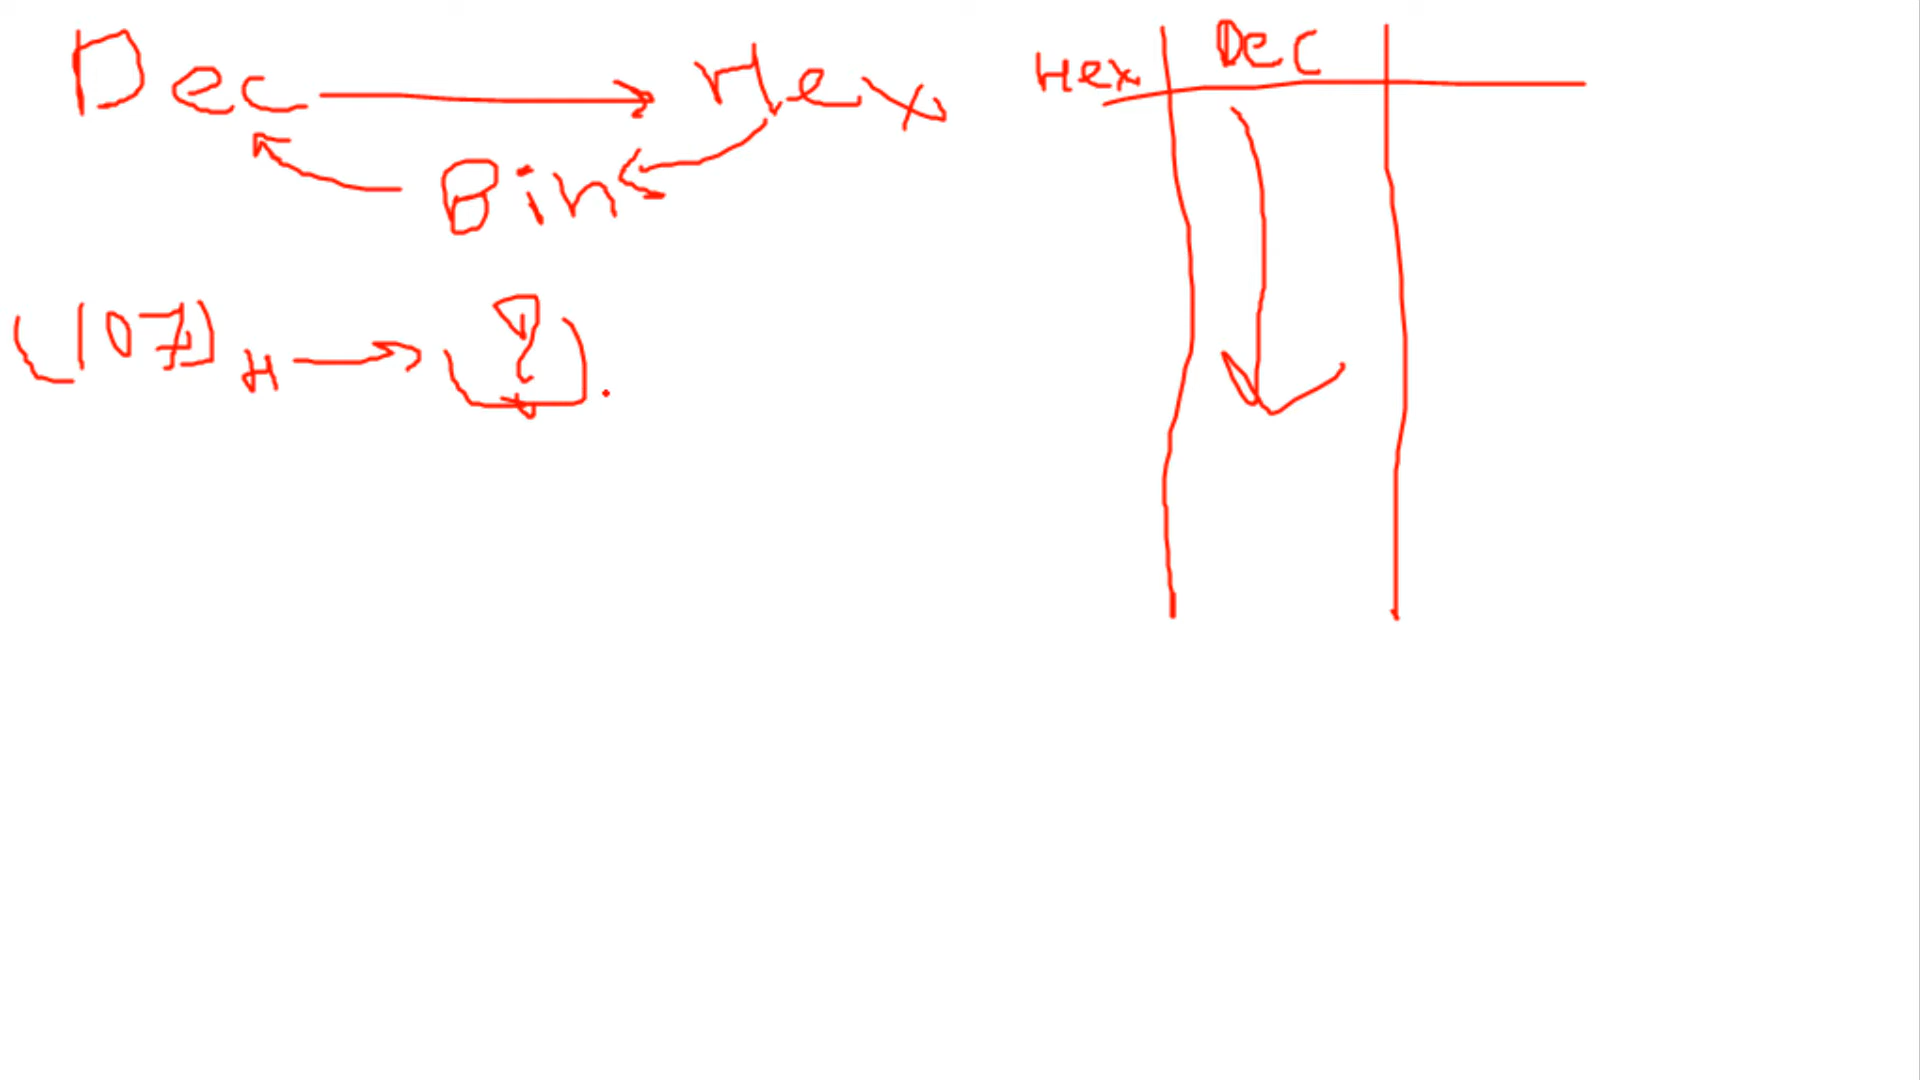 Dec → Hex
Bin
(107)H → (?).
Hex Dec